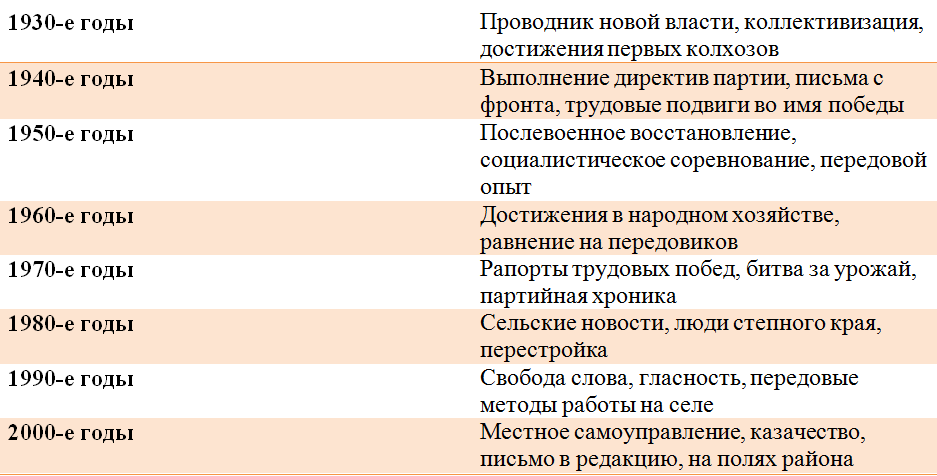 1930-е годы Проводник новой власти, коллективизация,
достижения первых колхозов
1940-е годы Выполнение директив партии, письма с
фронта, трудовые подвиги во имя победы
1950-е годы Послевоенное восстановление,
социалистическое соревнование, передовой
опыт
1960-е годы Достижения в народном хозяйстве,
равнение на передовиков
1970-е годы Рапорты трудовых побед, битва за урожай,
партийная хроника
1980-е годы Сельские новости, люди степного края,
перестройка
1990-е годы Свобода слова, гласность, передовые
методы работы на селе
2000-е годы Местное самоуправление, казачество,
письмо в редакцию, на полях района